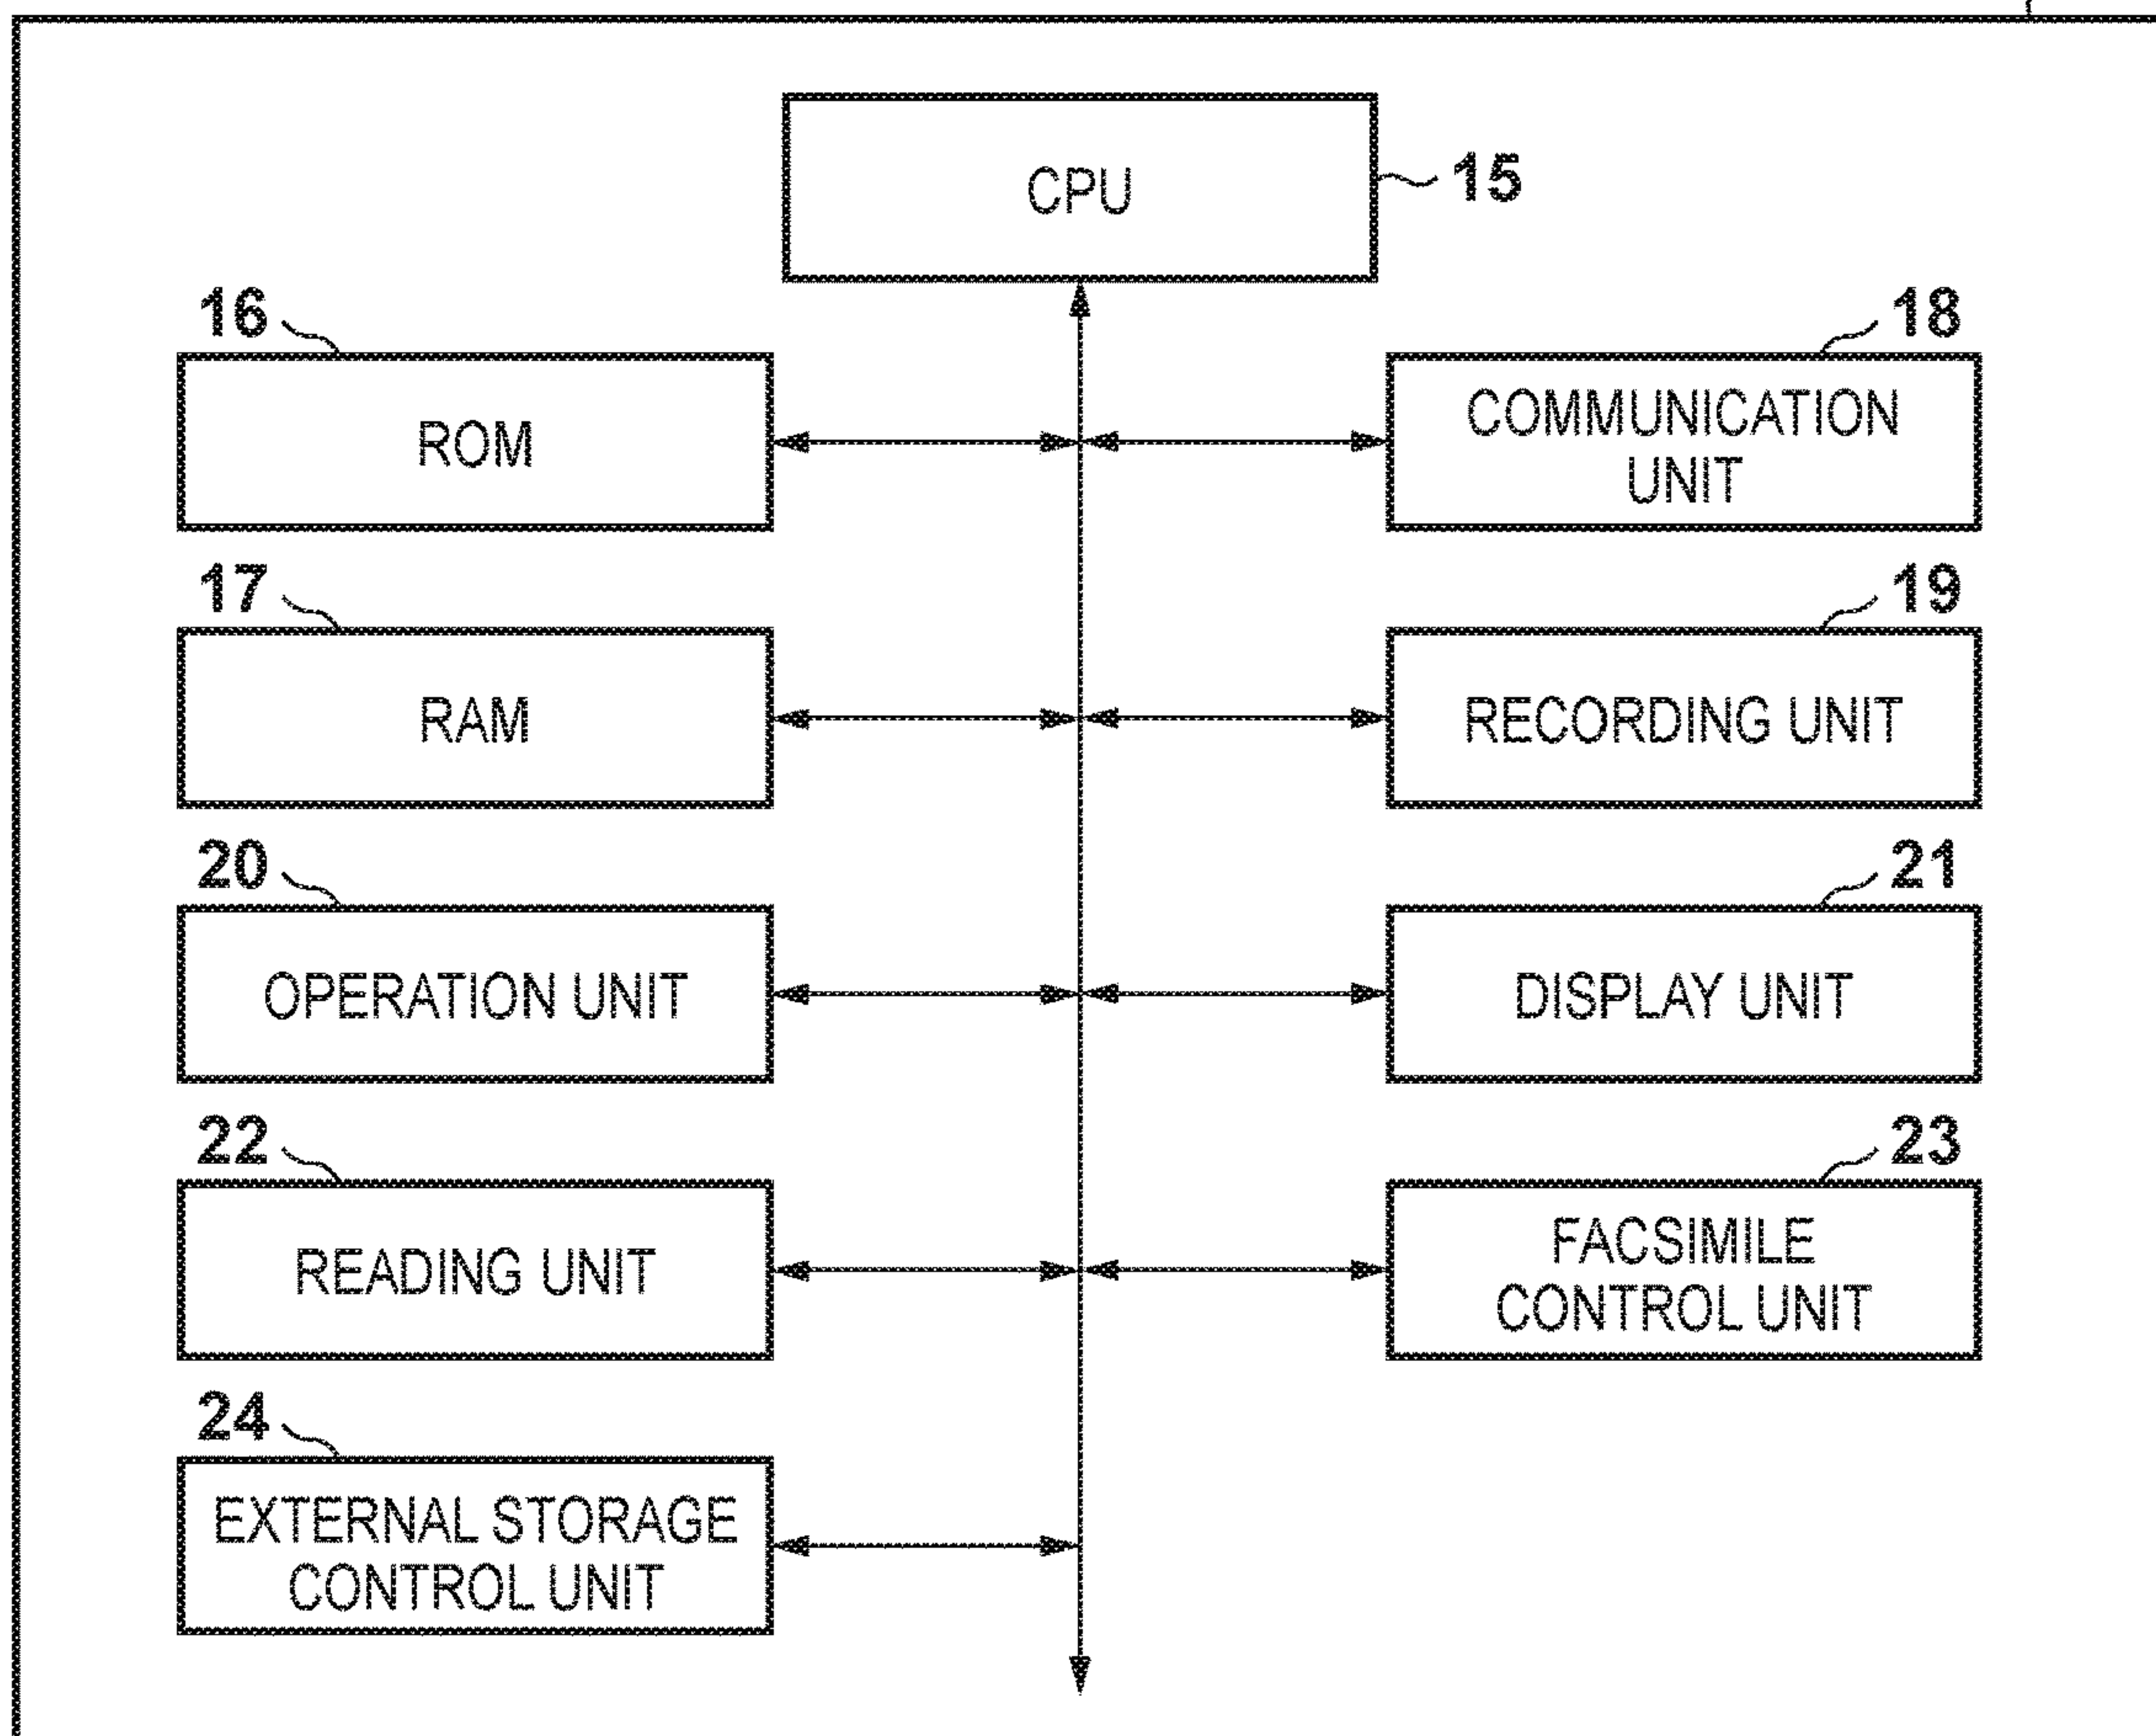 CPU
15
16
18
ROM
COMMUNICATION
UNIT
17
19
RAM
RECORDING UNIT
20
21
OPERATION UNIT
DISPLAY UNIT
22
23
READING UNIT
FACSIMILE
CONTROL UNIT
24
EXTERNAL STORAGE
CONTROL UNIT